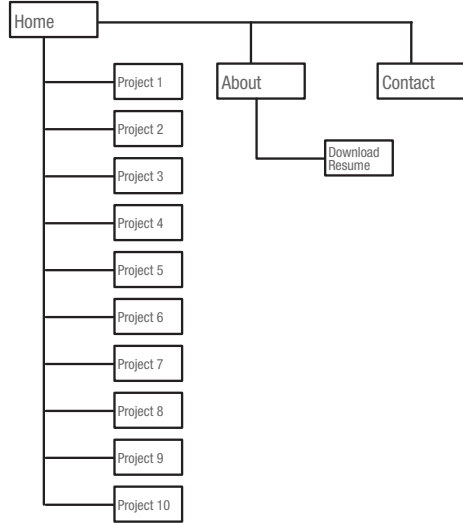 Home
Project 1
About
Contact
Project 2
Download
Resume
Project 3
Project 4
Project 5
Project 6
Project 7
Project 8
Project 9
Project 10